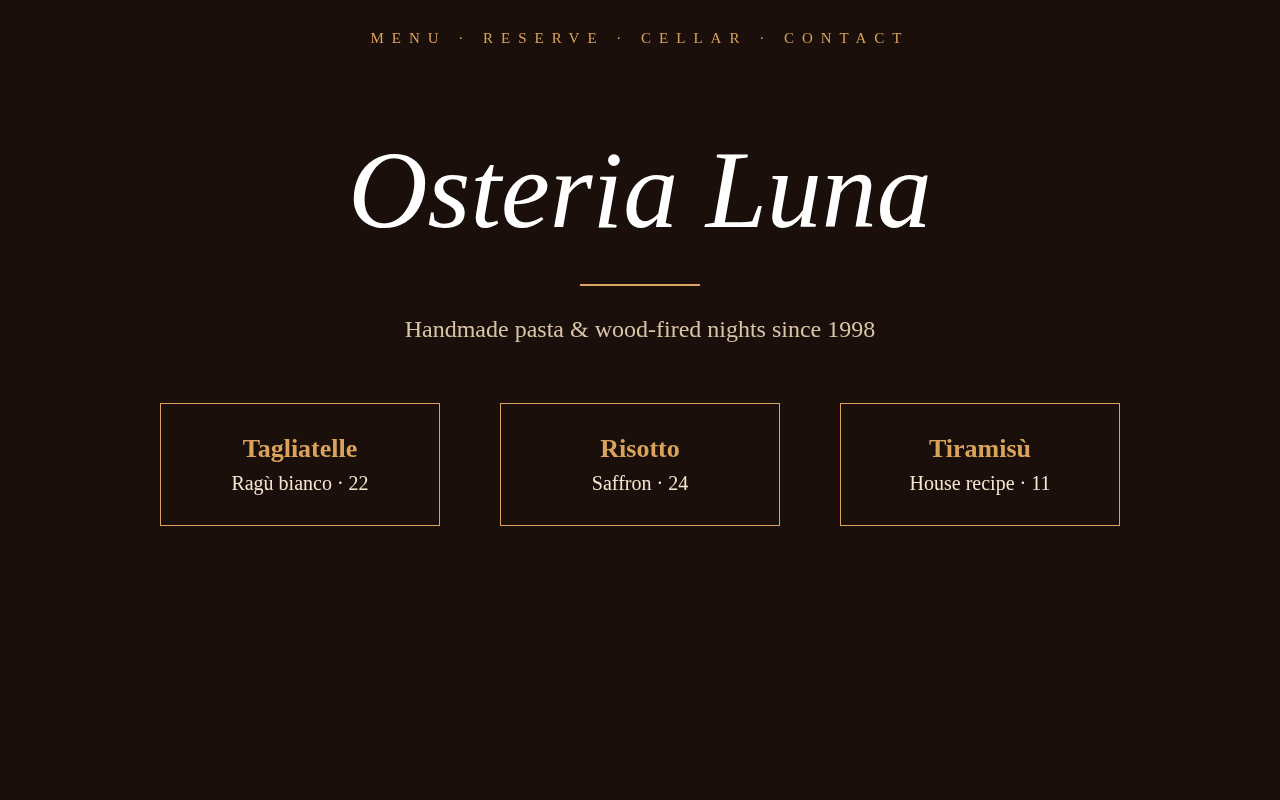 MENU · RESERVE · CELLAR · CONTACT
Osteria Luna
Handmade pasta & wood-fired nights since 1998
Tagliatelle
Ragù bianco · 22
Risotto
Saffron · 24
Tiramisù
House recipe · 11